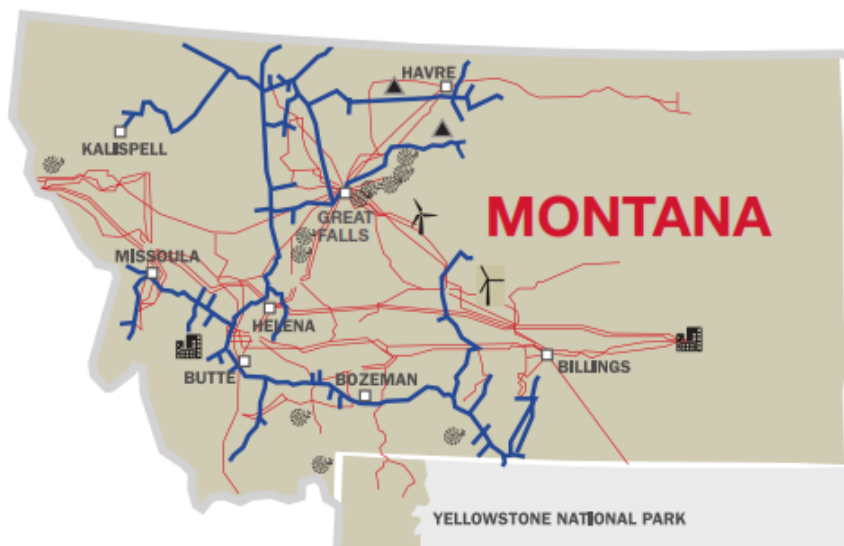 HAVRE
KALISPELL
MONTANA
GREAT
FALLS
MISSOULA
HELENA
BUTTE
BOZEMAN
BILLINGS
YELLOWSTONE NATIONAL PARK